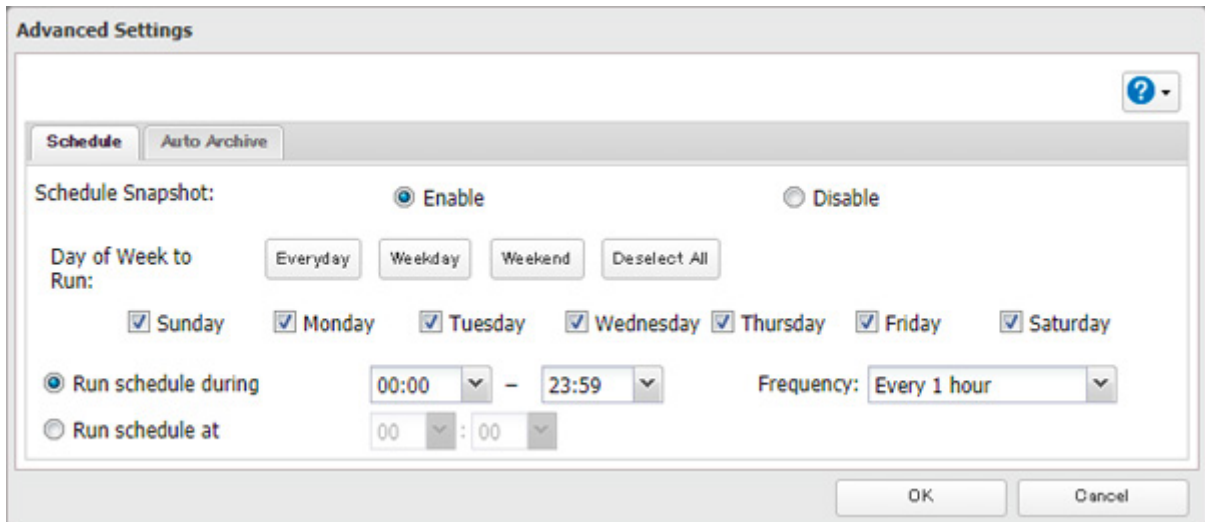 Advanced Settings
?
Schedule Auto Archive
Schedule Snapshot: Enable Disable
Day of Week to Run: Everyday Weekday Weekend Deselect All
Sunday Monday Tuesday Wednesday Thursday Friday Saturday
Run schedule during 00:00 – 23:59 Frequency: Every 1 hour
Run schedule at 00 : 00
OK Cancel